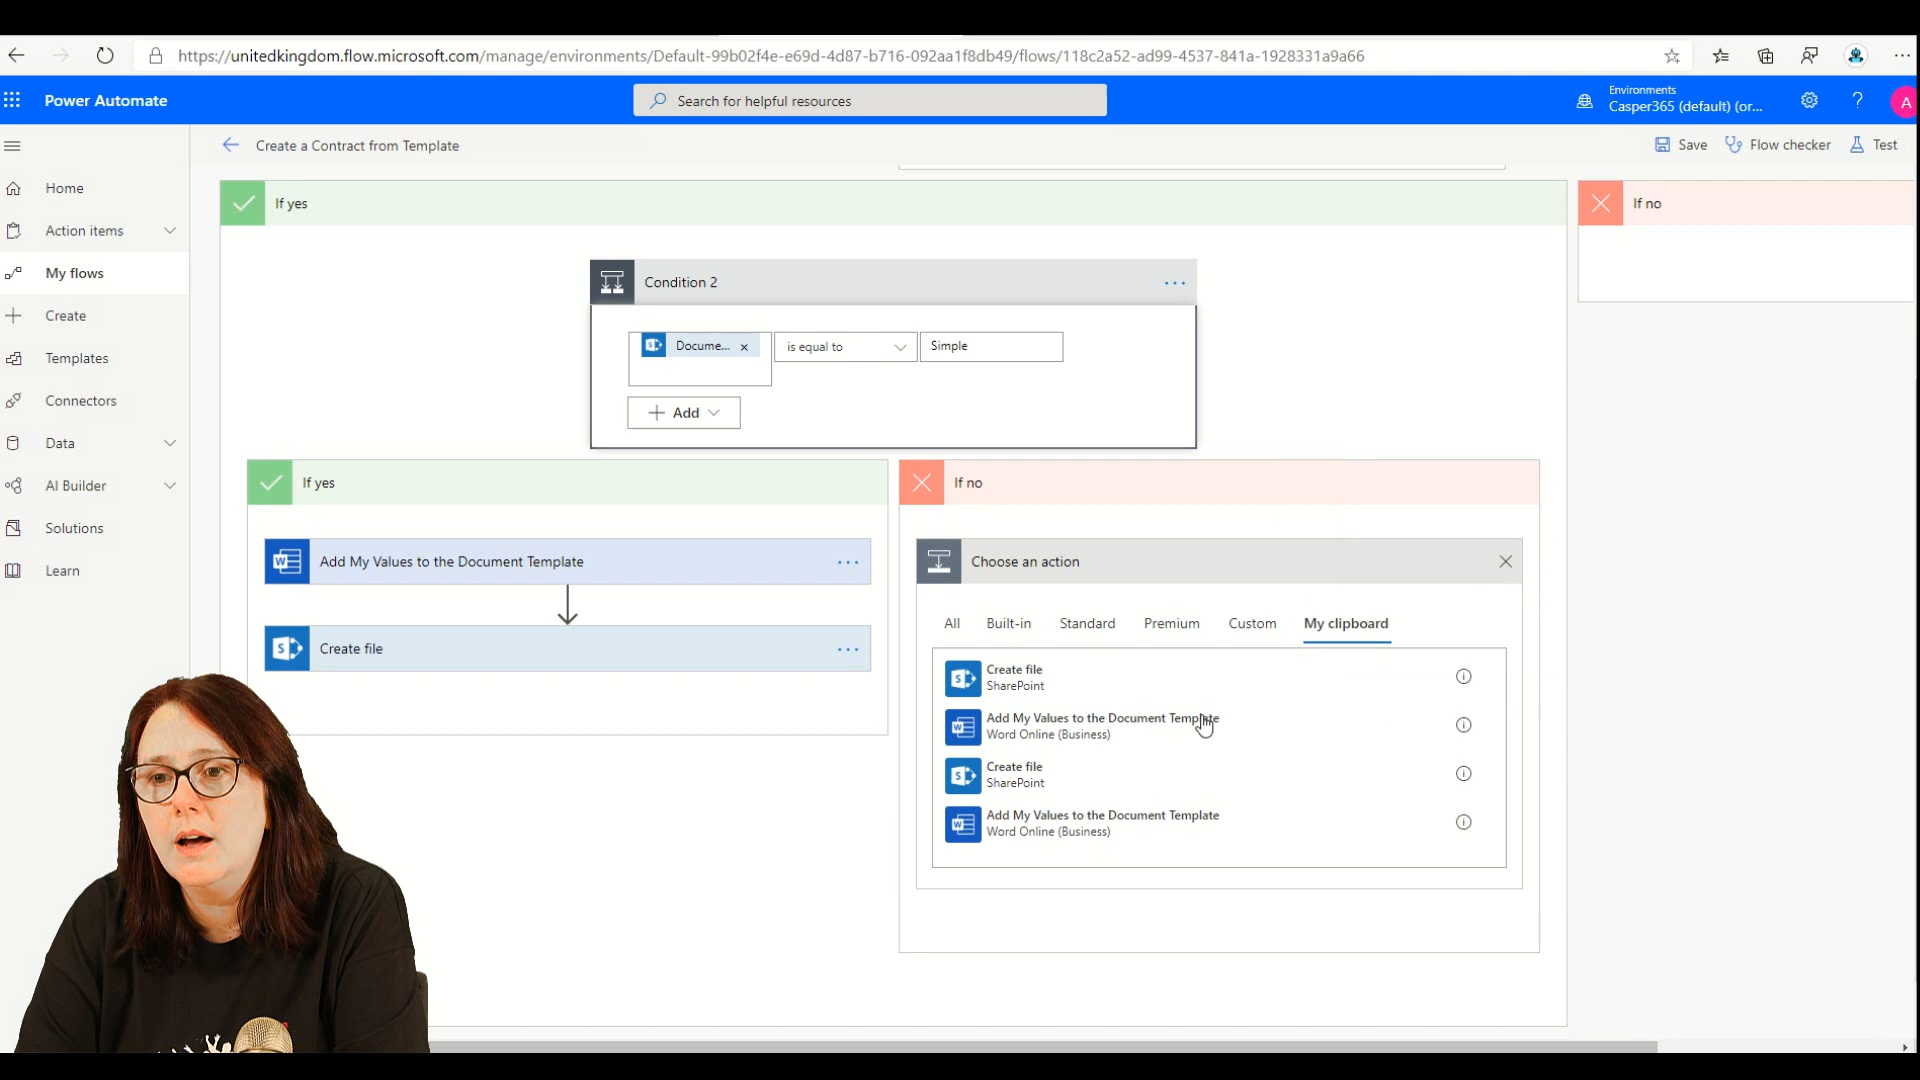 https://unitedkingdom.flow.microsoft.com/manage/environments/Default-99b02f4e-e69d-4d87-b716-092aa1f8db49/flows/118c2a52-ad99-4537-841a-1928331a9a66
Power Automate
Search for helpful resources
Environments
Casper365 (default) (or...
?
A
Create a Contract from Template
Save
Flow checker
Test
Home
Action items
My flows
Create
Templates
Connectors
Data
AI Builder
Solutions
Learn
If yes
If no
Condition 2
Docume...
is equal to
Simple
Add
If yes
If no
Add My Values to the Document Template
Create file
Choose an action
All
Built-in
Standard
Premium
Custom
My clipboard
Create file
SharePoint
Add My Values to the Document Template
Word Online (Business)
Create file
SharePoint
Add My Values to the Document Template
Word Online (Business)